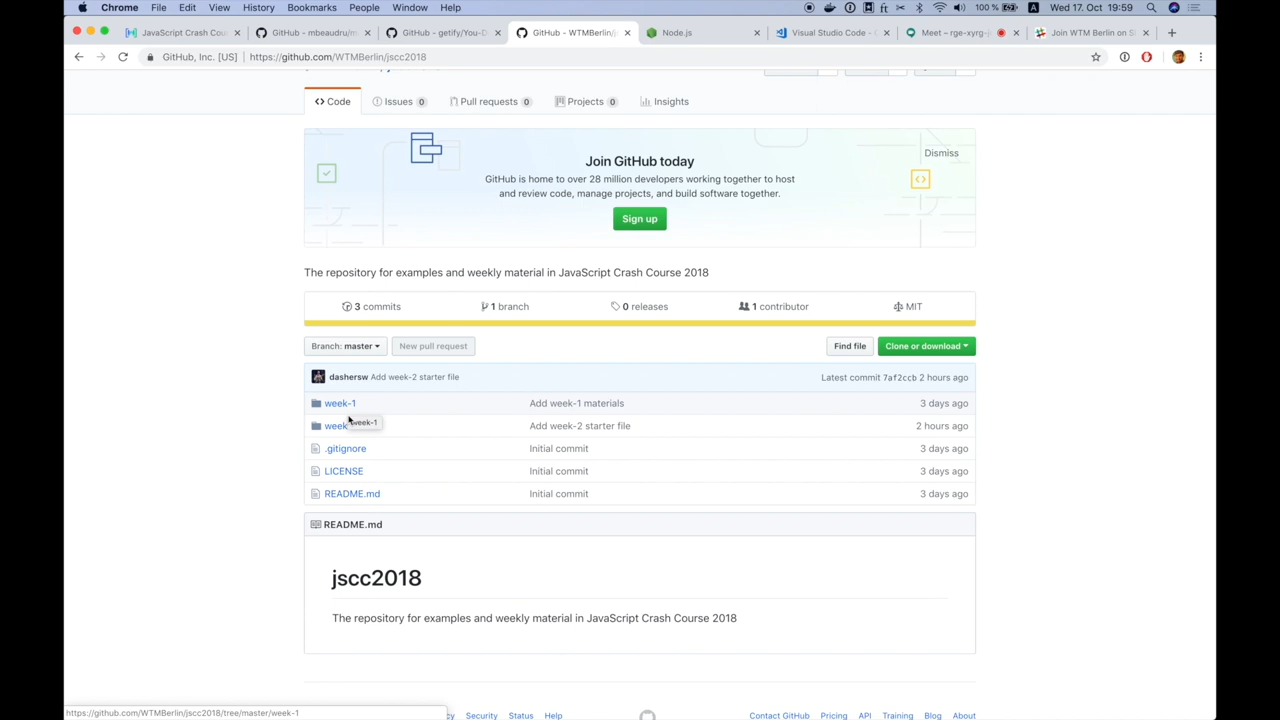 Chrome File Edit View History Bookmarks People Window Help 100 % A Wed 17. Oct 19:59
JavaScript Crash Cou
GitHub - mbeaudru/m
GitHub - getify/You-D
GitHub - WTMBerlin/js
Node.js
Visual Studio Code - C
Meet – rge-xyrg-
Join WTM Berlin on Sl
GitHub, Inc. [US] https://github.com/WTMBerlin/jscc2018
Code Issues 0 Pull requests 0 Projects 0 Insights
Dismiss
Join GitHub today
GitHub is home to over 28 million developers working together to host
and review code, manage projects, and build software together.
Sign up
The repository for examples and weekly material in JavaScript Crash Course 2018
3 commits 1 branch 0 releases 1 contributor MIT
Branch: master New pull request Find file Clone or download
dashersw Add week-2 starter file Latest commit 7af2ccb 2 hours ago
week-1 Add week-1 materials 3 days ago
week Add week-2 starter file 2 hours ago
week-1
.gitignore Initial commit 3 days ago
LICENSE Initial commit 3 days ago
README.md Initial commit 3 days ago
README.md
jscc2018
The repository for examples and weekly material in JavaScript Crash Course 2018
https://github.com/WTMBerlin/jscc2018/tree/master/week-1
Security Status Help Contact GitHub Pricing API Training Blog About